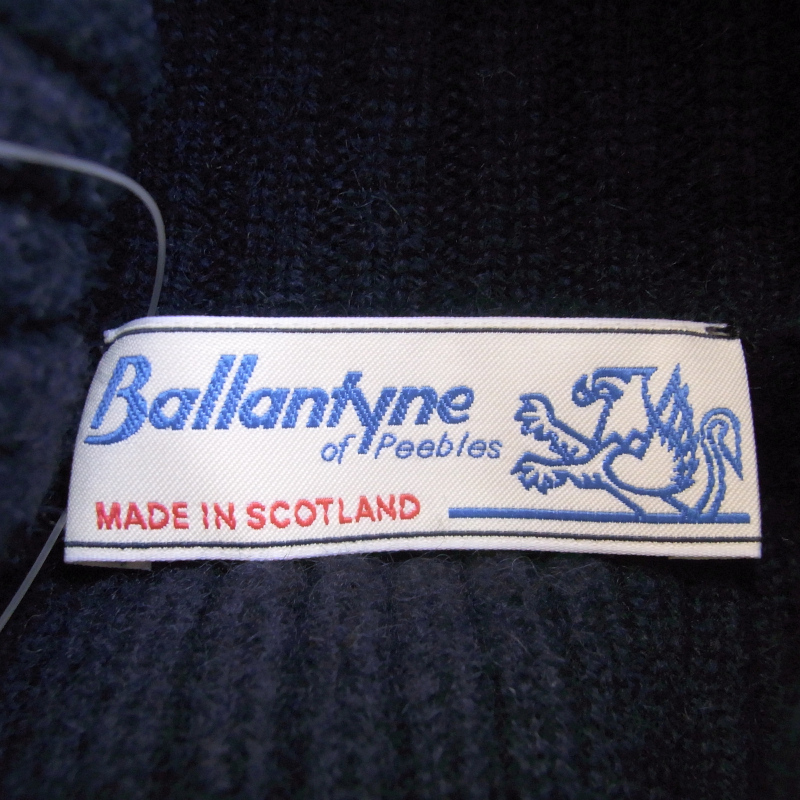 Ballantyne
of Peebles
MADE IN SCOTLAND